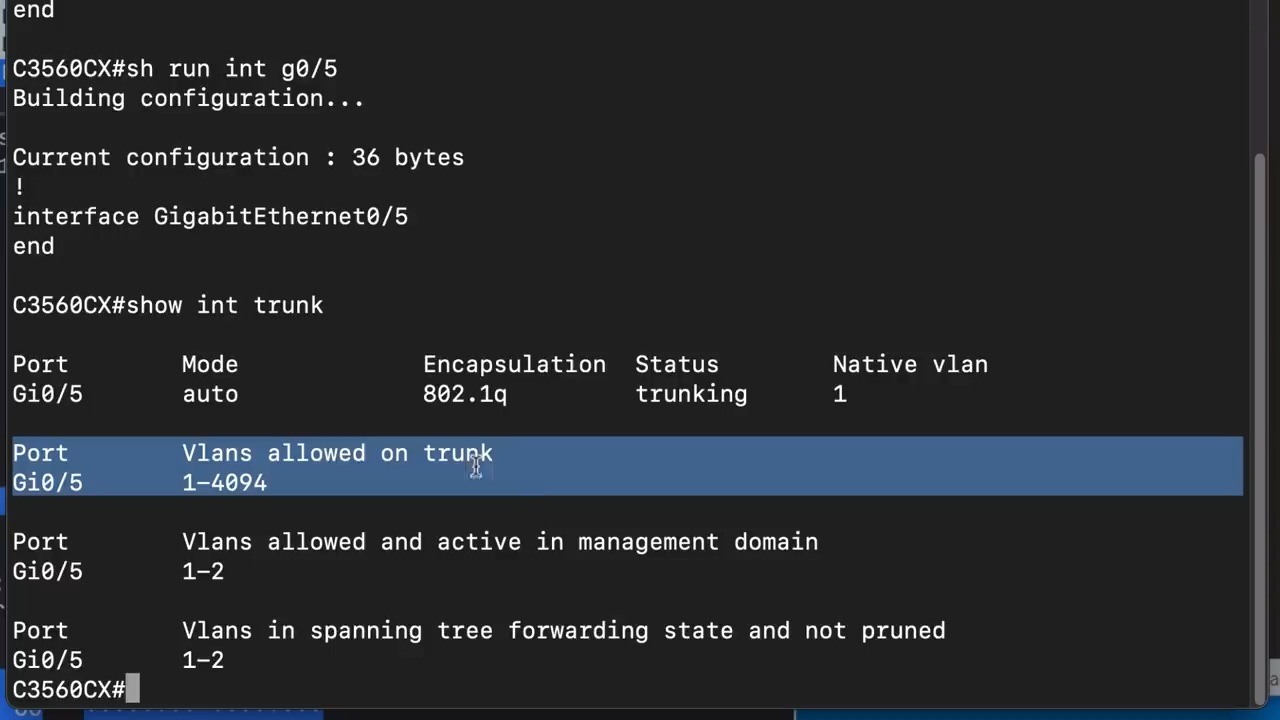 end
C3560CX#sh run int g0/5
Building configuration...
Current configuration : 36 bytes
!
interface GigabitEthernet0/5
end
C3560CX#show int trunk
Port Mode Encapsulation Status Native vlan
Gi0/5 auto 802.1q trunking 1
Port Vlans allowed on trunk
Gi0/5 1-4094
Port Vlans allowed and active in management domain
Gi0/5 1-2
Port Vlans in spanning tree forwarding state and not pruned
Gi0/5 1-2
C3560CX#